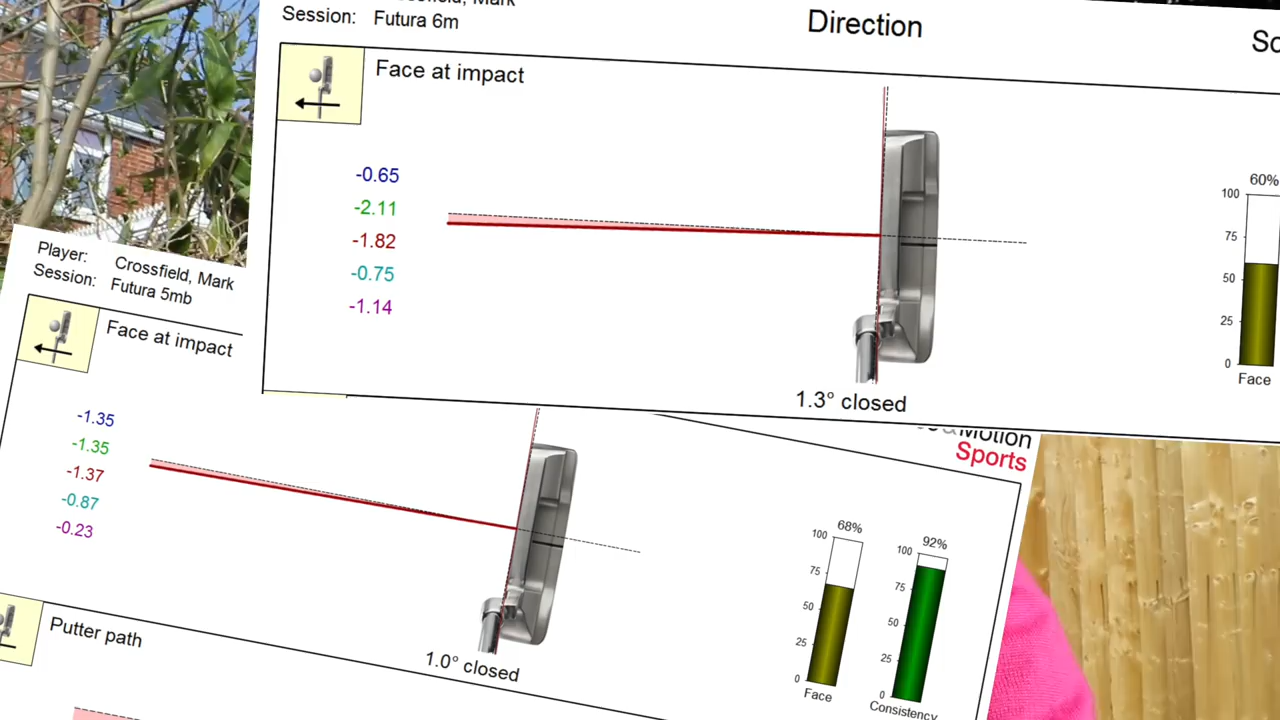 Session: Futura 6m
Direction
Face at impact
-0.65
-2.11
-1.82
-0.75
-1.14
1.3° closed
60%
100
75
50
25
0
Face
Player: Crossfield, Mark
Session: Futura 5mb
Face at impact
-1.35
-1.35
-1.37
-0.87
-0.23
1.0° closed
Sports
68%
100
75
50
25
0
Face
92%
100
75
50
25
0
Consistency
Putter path